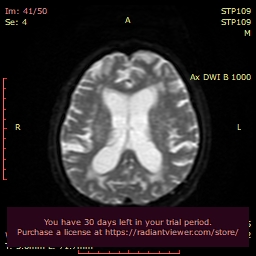 Im: 41/50
Se: 4
A
STP109
STP109
M
Ax DWI B 1000
R
L
You have 30 days left in your trial period.
Purchase a license at https://radiantviewer.com/store/